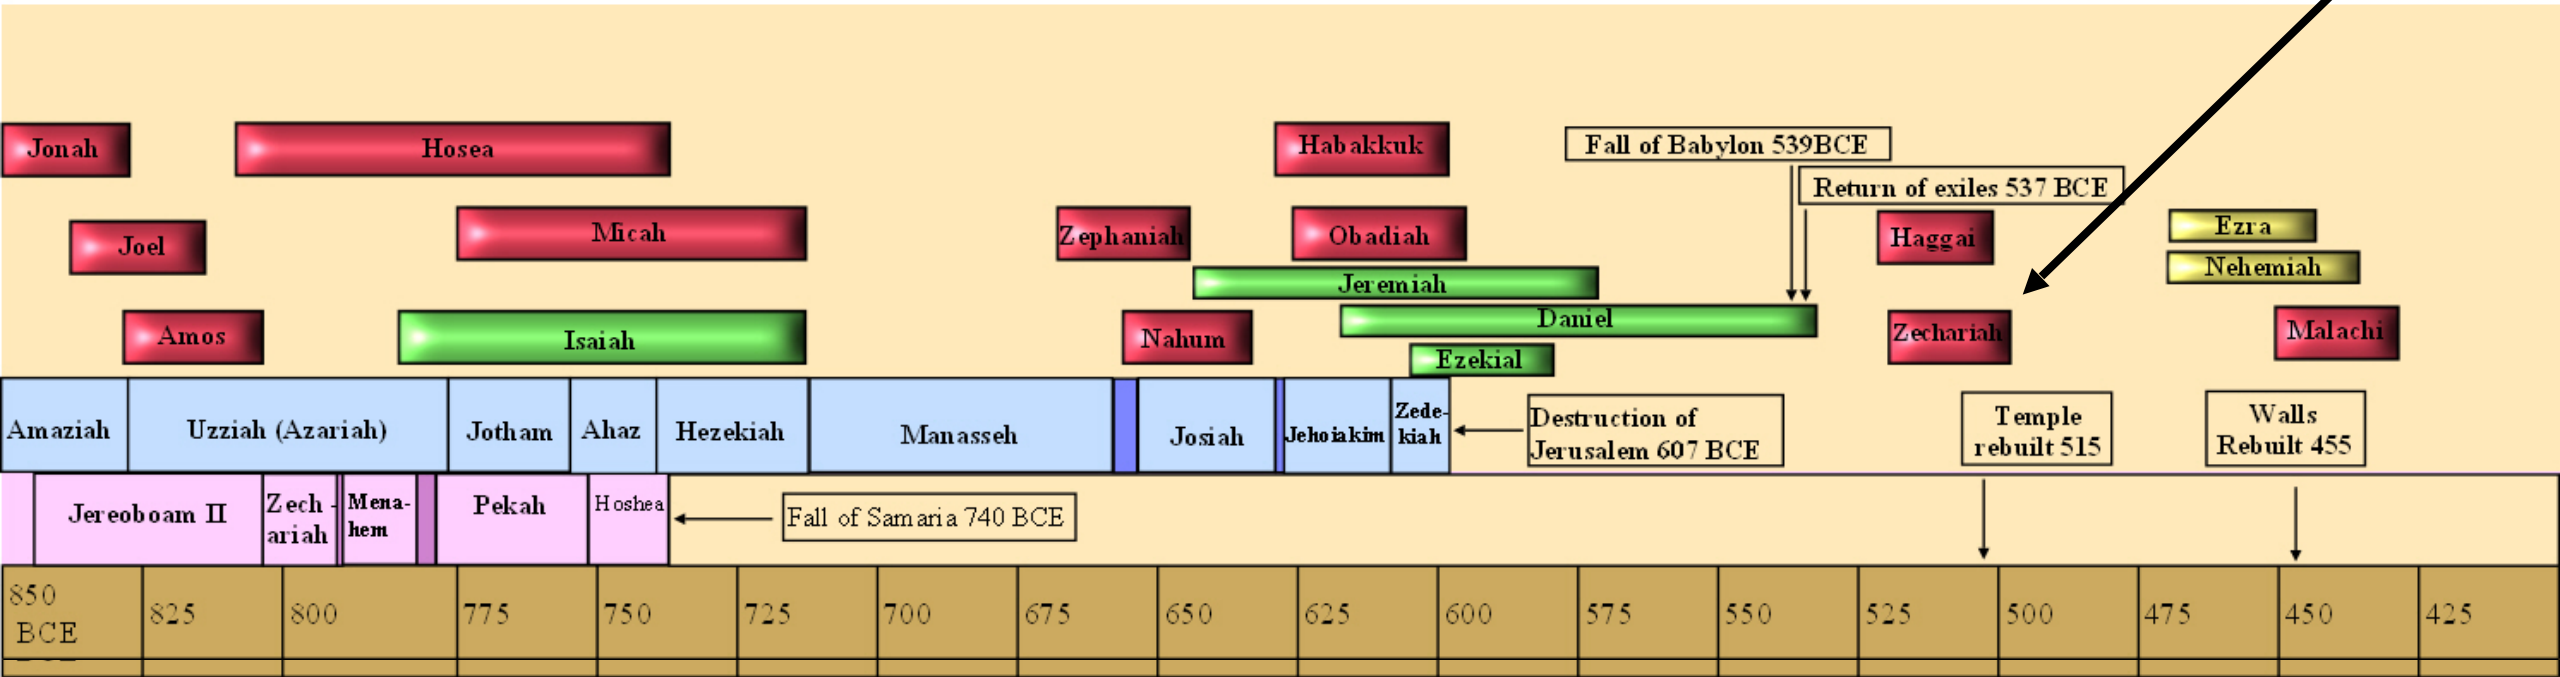 Jonah
Hosea
Habakkuk
Fall of Babylon 539BCE
Return of exiles 537 BCE
Joel
Micah
Zephaniah
Obadiah
Haggai
Ezra
Nehemiah
Jeremiah
Amos
Isaiah
Nahum
Daniel
Zechariah
Malachi
Ezekial
Amaziah
Uzziah (Azariah)
Jotham
Ahaz
Hezekiah
Manasseh
Josiah
Jehoiakim
Zede-
kiah
Destruction of
Jerusalem 607 BCE
Temple
rebuilt 515
Walls
Rebuilt 455
Jereoboam II
Zech -
ariah
Mena-
hem
Pekah
Hoshea
Fall of Samaria 740 BCE
850
BCE
825
800
775
750
725
700
675
650
625
600
575
550
525
500
475
450
425